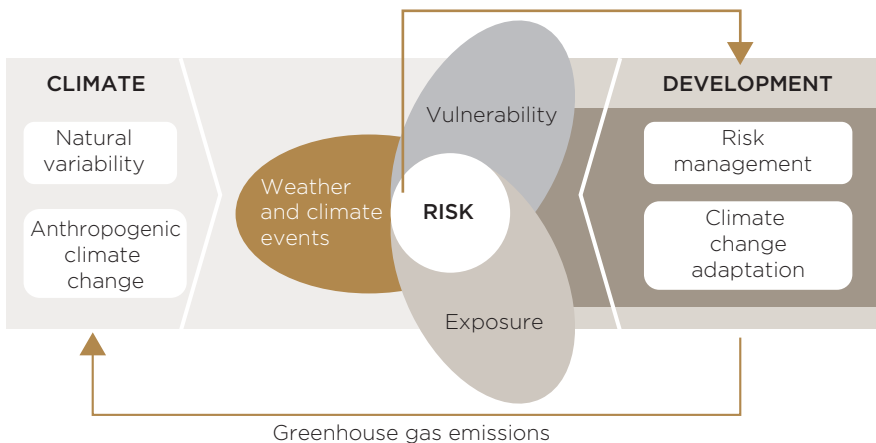 CLIMATE
Natural
variability
Anthropogenic
climate
change
Weather
and climate
events
Vulnerability
RISK
Exposure
DEVELOPMENT
Risk
management
Climate
change
adaptation
Greenhouse gas emissions